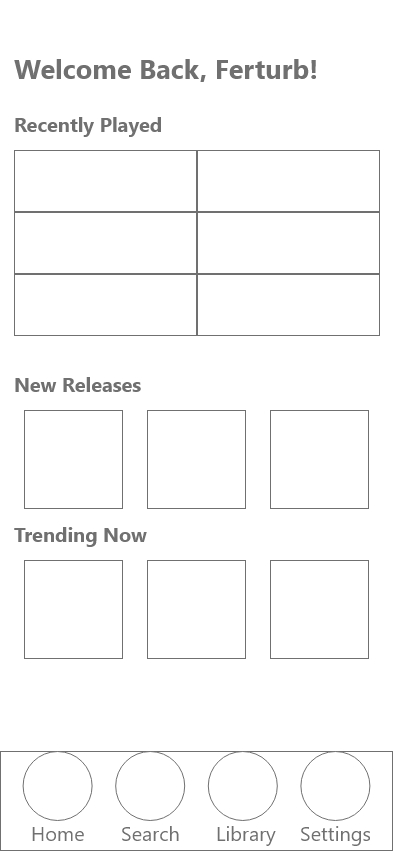 Welcome Back, Ferturb!
Recently Played
New Releases
Trending Now
Home Search Library Settings